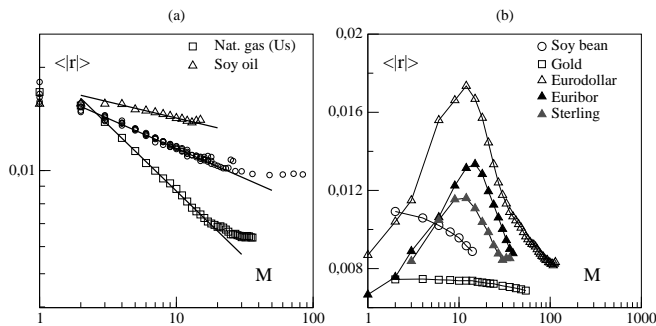 (a)
<|r|>
Nat. gas (Us)
Soy oil
0,01
M
1
10
100
(b)
0,02
<|r|>
Soy bean
Gold
Eurodollar
Euribor
Sterling
0,016
0,012
0,008
M
1
10
100
1000